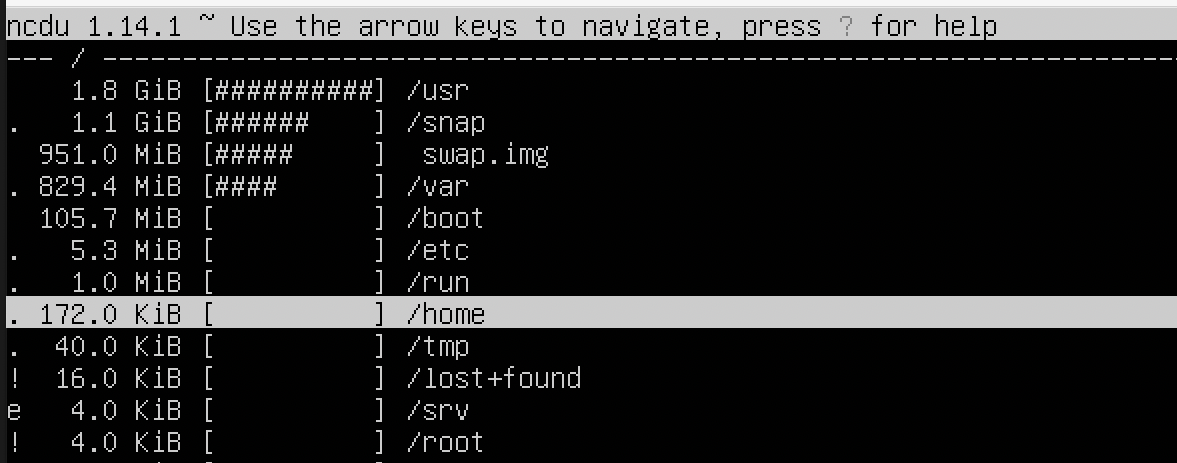 ncdu 1.14.1 ~ Use the arrow keys to navigate, press ? for help
--- / --------------------------------------------------------------------
    1.8 GiB [##########] /usr
.   1.1 GiB [######    ] /snap
  951.0 MiB [#####     ]  swap.img
. 829.4 MiB [####      ] /var
  105.7 MiB [          ] /boot
.   5.3 MiB [          ] /etc
.   1.0 MiB [          ] /run
. 172.0 KiB [          ] /home
.  40.0 KiB [          ] /tmp
!  16.0 KiB [          ] /lost+found
e   4.0 KiB [          ] /srv
!   4.0 KiB [          ] /root